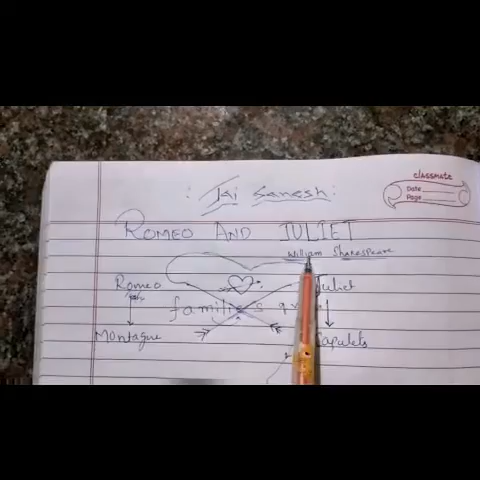 : Jai Ganesh :
classmate
Date
Page
ROMEO AND JULIET
William Shakespeare
Romeo Juliet
families
Montague Capulets